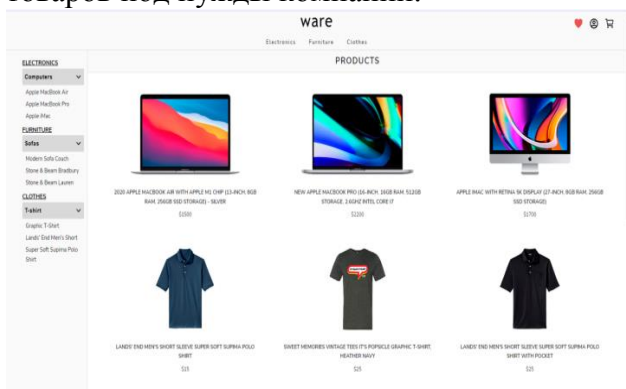 товаров под нужды компании.
ware
Electronics Furniture Clothes
PRODUCTS
ELECTRONICS
Computers
Apple MacBook Air
Apple MacBook Pro
Apple iMac
FURNITURE
Sofas
Modern Sofa Couch
Stone & Beam Bradbury
Stone & Beam Lauren
CLOTHES
T-shirt
Graphic T-Shirt
Lands' End Men's Short
Super Soft Supima Polo
Shirt
2020 APPLE MACBOOK AIR WITH APPLE M1 CHIP (13-INCH, 8GB
RAM, 256GB SSD STORAGE) - SILVER
$1500
NEW APPLE MACBOOK PRO (16-INCH, 16GB RAM, 512GB
STORAGE, 2.6GHZ INTEL CORE I7
$2200
APPLE IMAC WITH RETINA 5K DISPLAY (27-INCH, 8GB RAM, 256GB
SSD STORAGE)
$1700
LANDS' END MEN'S SHORT SLEEVE SUPER SOFT SUPIMA POLO
SHIRT
$15
SWEET MEMORIES VINTAGE TEES IT'S POPSICLE GRAPHIC T-SHIRT,
HEATHER NAVY
$25
LANDS' END MEN'S SHORT SLEEVE SUPER SOFT SUPIMA POLO
SHIRT WITH POCKET
$25